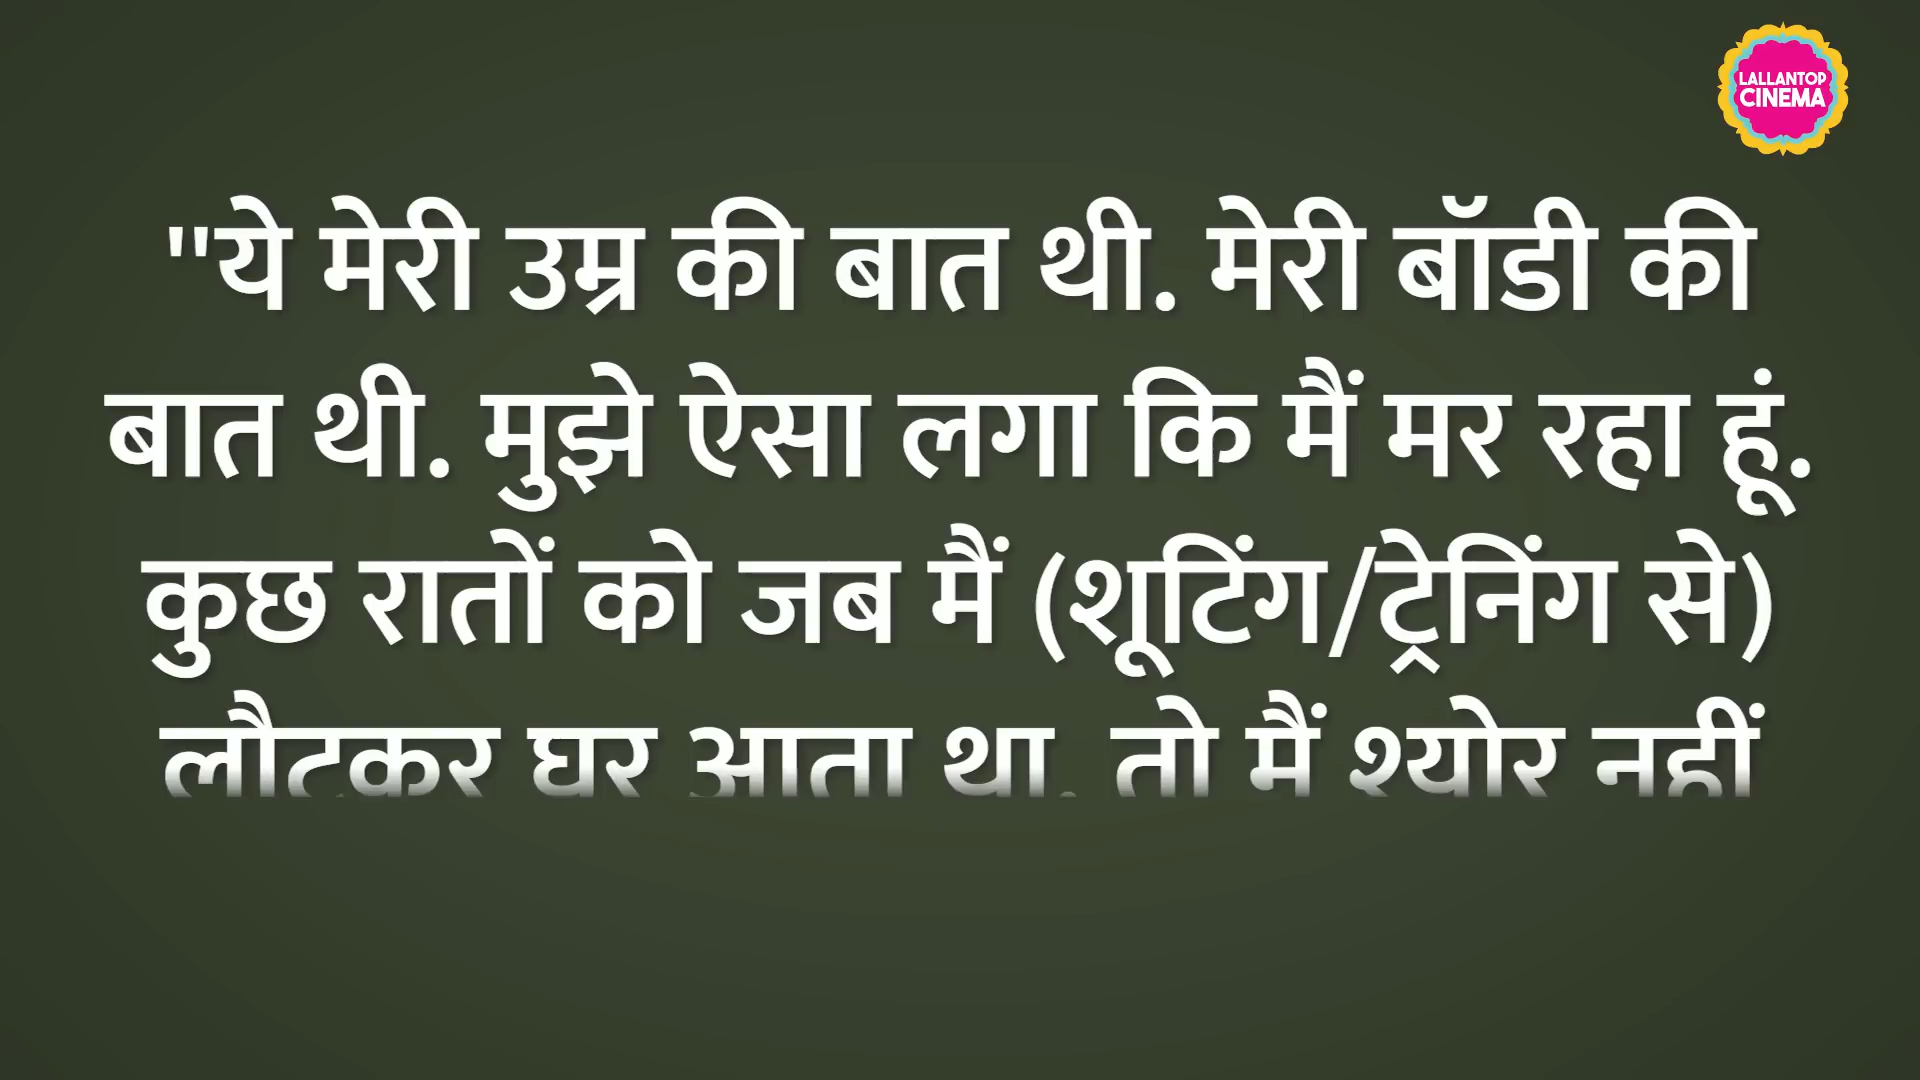 LALLANTOP
CINEMA
"ये मेरी उम्र की बात थी. मेरी बॉडी की
बात थी. मुझे ऐसा लगा कि मैं मर रहा हूं.
कुछ रातों को जब मैं (शूटिंग/ट्रेनिंग से)
लौटकर घर आता था, तो मैं श्योर नहीं